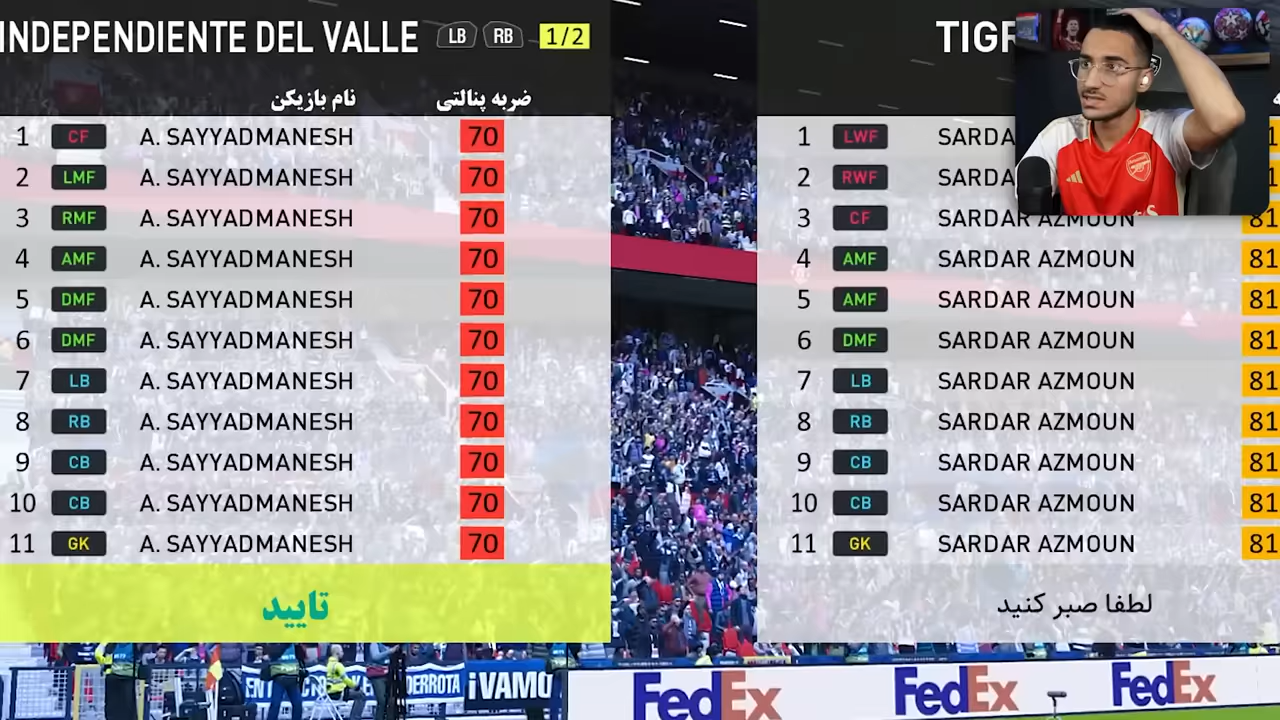 INDEPENDIENTE DEL VALLE LB RB 1/2
نام بازیکن ضربه پنالتی
1 CF A. SAYYADMANESH 70
2 LMF A. SAYYADMANESH 70
3 RMF A. SAYYADMANESH 70
4 AMF A. SAYYADMANESH 70
5 DMF A. SAYYADMANESH 70
6 DMF A. SAYYADMANESH 70
7 LB A. SAYYADMANESH 70
8 RB A. SAYYADMANESH 70
9 CB A. SAYYADMANESH 70
10 CB A. SAYYADMANESH 70
11 GK A. SAYYADMANESH 70
تایید
TIGR
1 LWF SARDA
2 RWF SARDA
3 CF SARDAR AZMOUN 81
4 AMF SARDAR AZMOUN 81
5 AMF SARDAR AZMOUN 81
6 DMF SARDAR AZMOUN 81
7 LB SARDAR AZMOUN 81
8 RB SARDAR AZMOUN 81
9 CB SARDAR AZMOUN 81
10 CB SARDAR AZMOUN 81
11 GK SARDAR AZMOUN 81
لطفا صبر کنید
DERROTA ¡VAMO
FedEx FedEx FedEx